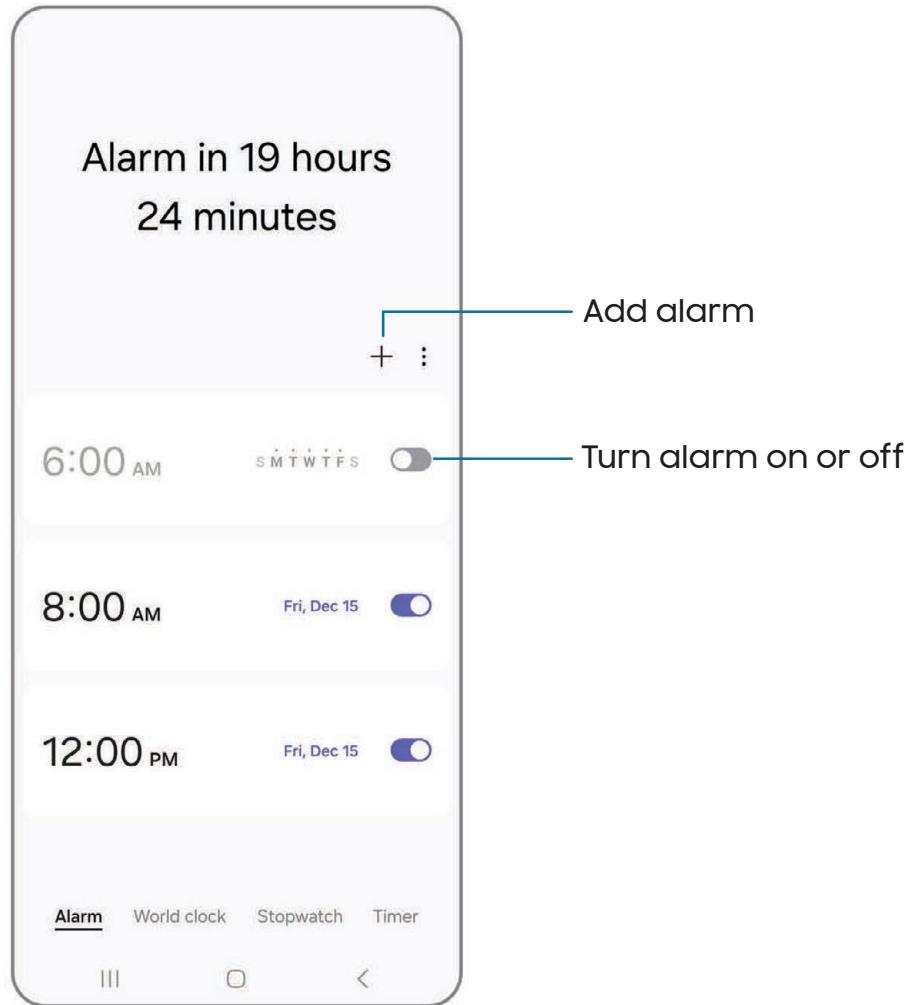 Alarm in 19 hours
24 minutes
Add alarm
6:00 AM SMTWTFS
Turn alarm on or off
8:00 AM Fri, Dec 15
12:00 PM Fri, Dec 15
Alarm World clock Stopwatch Timer